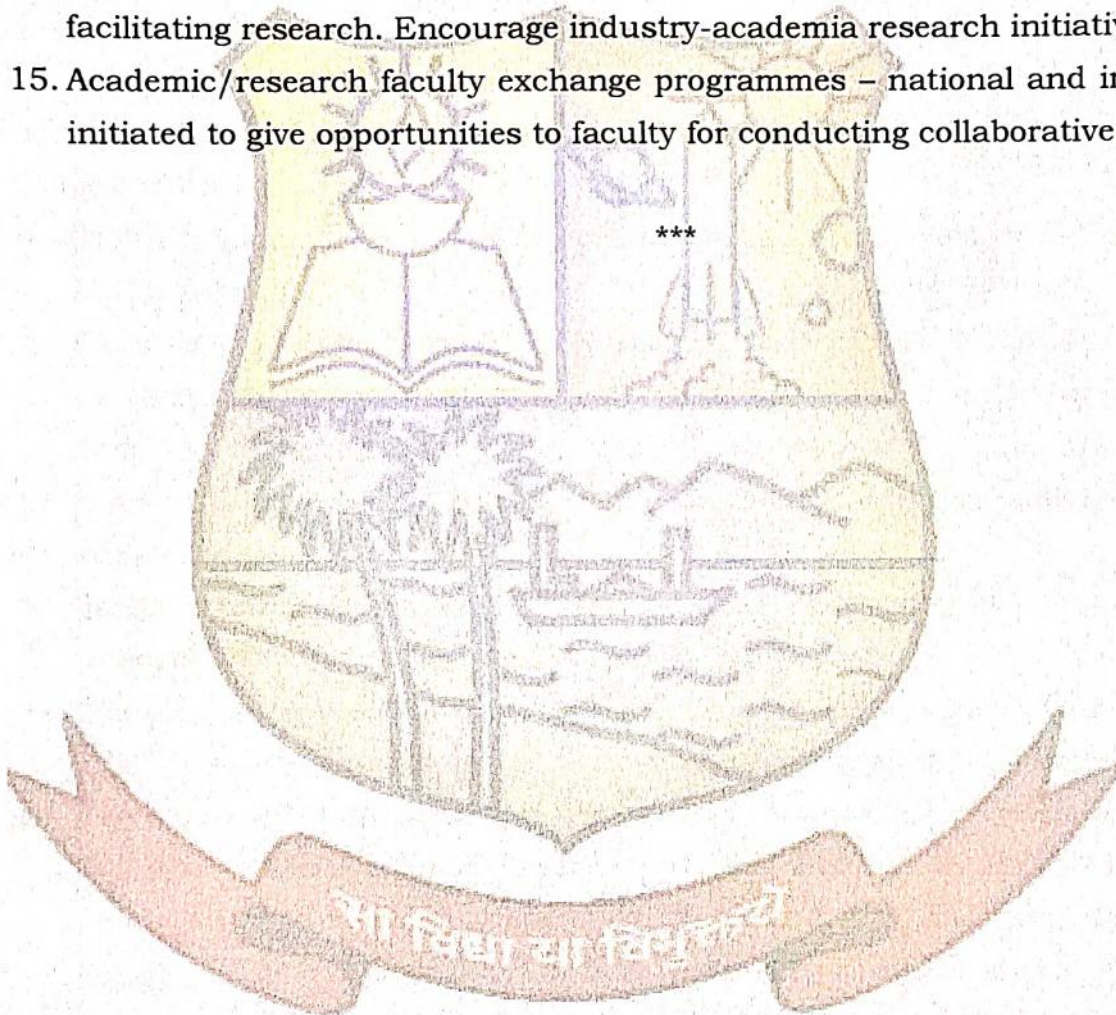 facilitating research. Encourage industry-academia research initiativ
15. Academic/research faculty exchange programmes – national and in
initiated to give opportunities to faculty for conducting collaborative
***
सा विद्या या